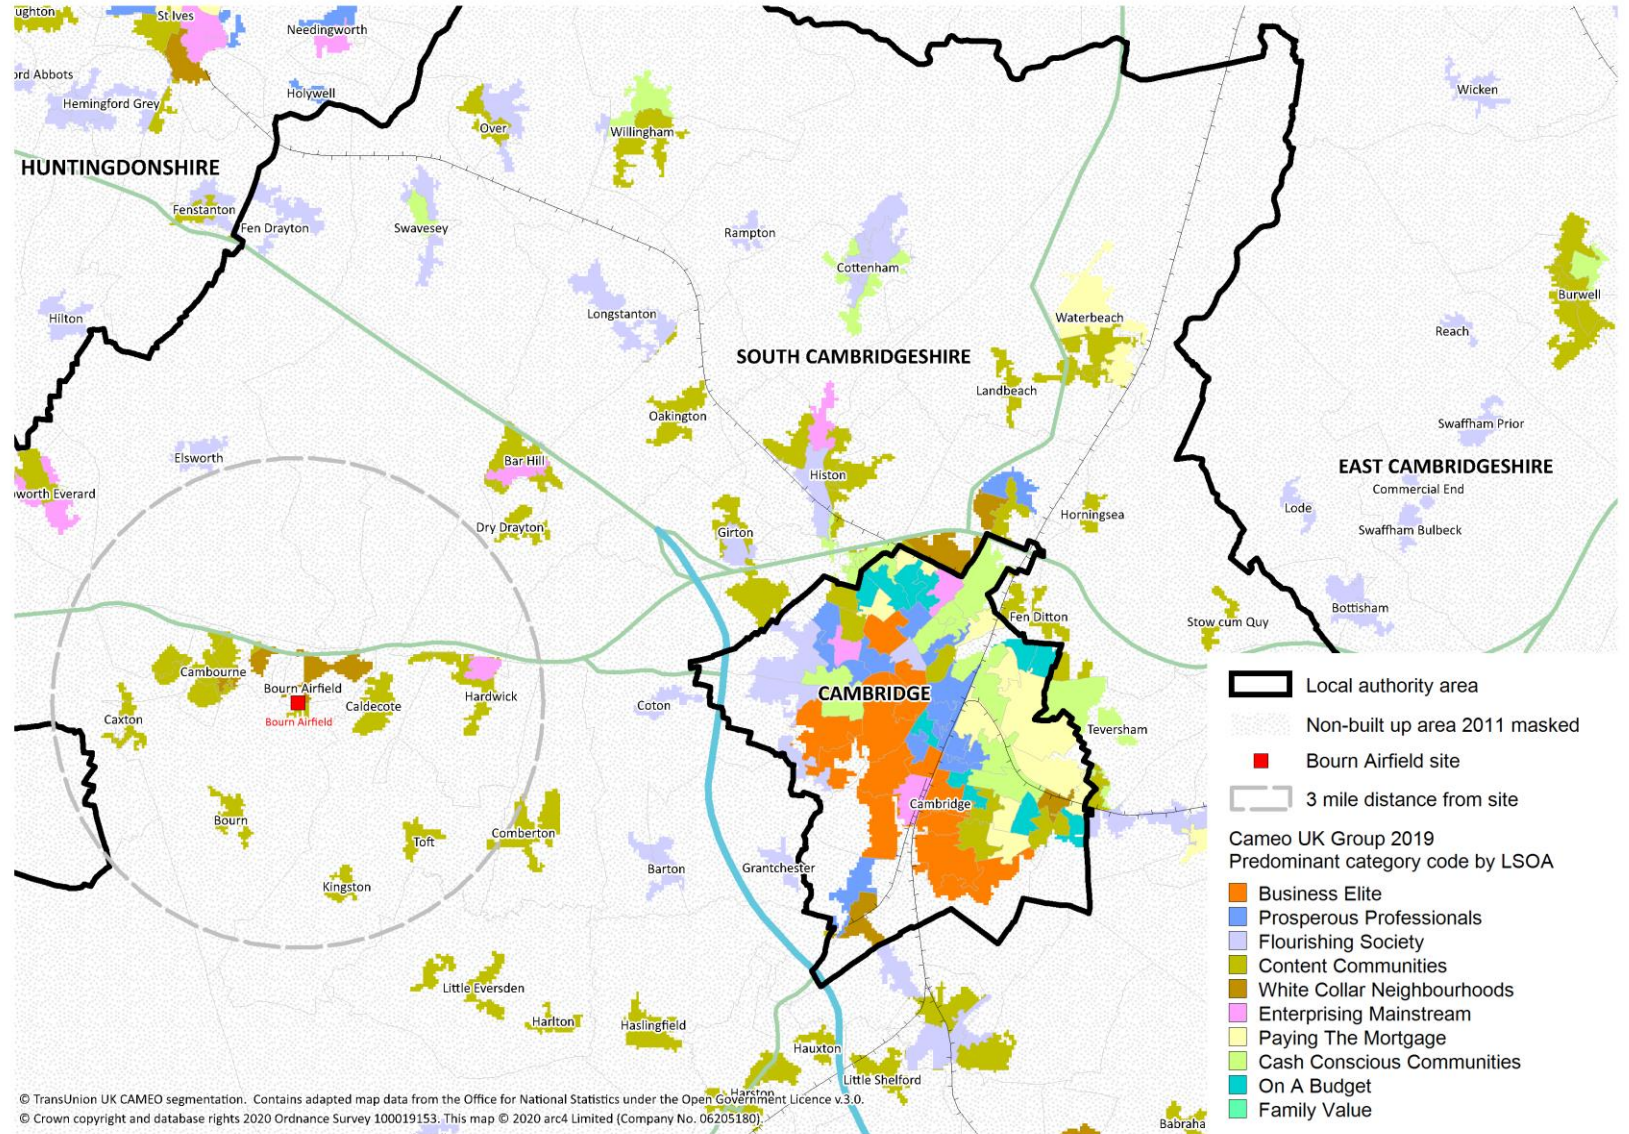 ughton
St Ives
Needingworth
ord Abbots
Hemingford Grey
Holywell
Over
Willingham
Wicken
HUNTINGDONSHIRE
Fenstanton
Fen Drayton
Swavesey
Rampton
Cottenham
Burwell
Hilton
Longstanton
Waterbeach
Reach
SOUTH CAMBRIDGESHIRE
Landbeach
Oakington
Swaffham Prior
Elsworth
Bar Hill
Histon
EAST CAMBRIDGESHIRE
Commercial End
worth Everard
Lode
Horningsea
Dry Drayton
Girton
Swaffham Bulbeck
Bottisham
Fen Ditton
Stow cum Quy
Cambourne
Bourn Airfield
Hardwick
CAMBRIDGE
Coton
Caldecote
Caxton
Bourn Airfield
Teversham
Cambridge
Bourn
Toft
Comberton
Barton
Grantchester
Kingston
Little Eversden
Harlton
Haslingfield
Hauxton
Little Shelford
Harston
Babraha
Local authority area
Non-built up area 2011 masked
Bourn Airfield site
3 mile distance from site
Cameo UK Group 2019
Predominant category code by LSOA
Business Elite
Prosperous Professionals
Flourishing Society
Content Communities
White Collar Neighbourhoods
Enterprising Mainstream
Paying The Mortgage
Cash Conscious Communities
On A Budget
Family Value
© TransUnion UK CAMEO segmentation. Contains adapted map data from the Office for National Statistics under the Open Government Licence v.3.0.
© Crown copyright and database rights 2020 Ordnance Survey 100019153. This map © 2020 arc4 Limited (Company No. 06205180).